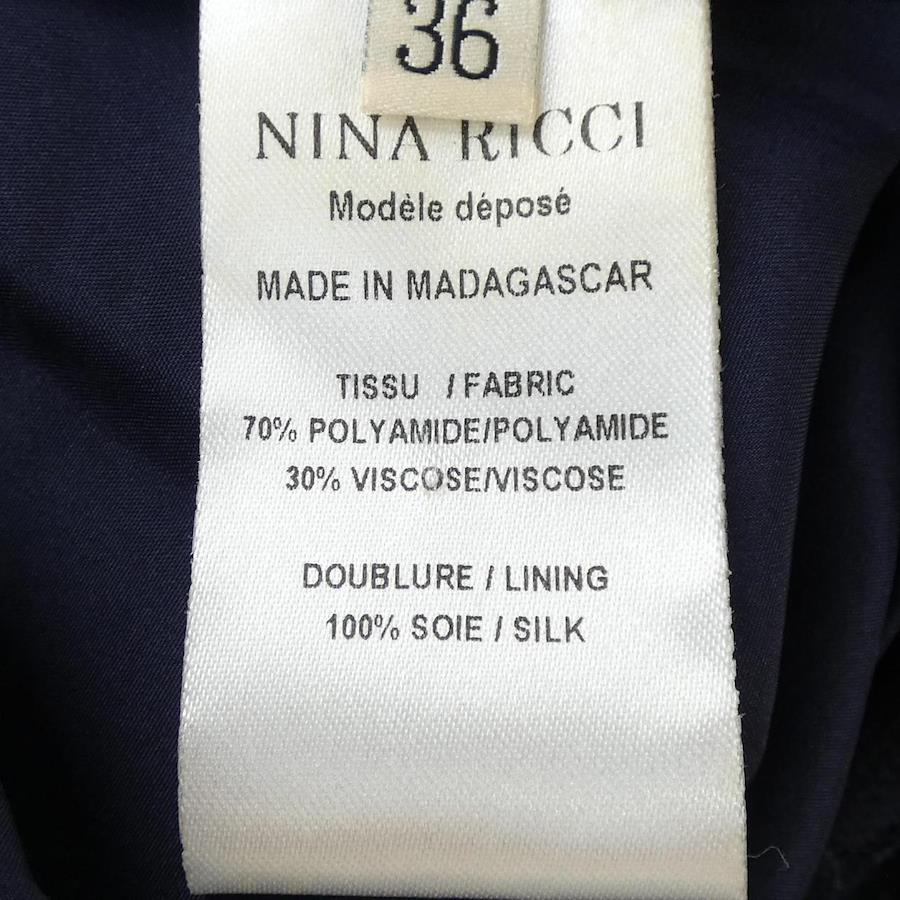 36
NINA RICCI
Modèle déposé
MADE IN MADAGASCAR
TISSU / FABRIC
70% POLYAMIDE/POLYAMIDE
30% VISCOSE/VISCOSE
DOUBLURE / LINING
100% SOIE / SILK